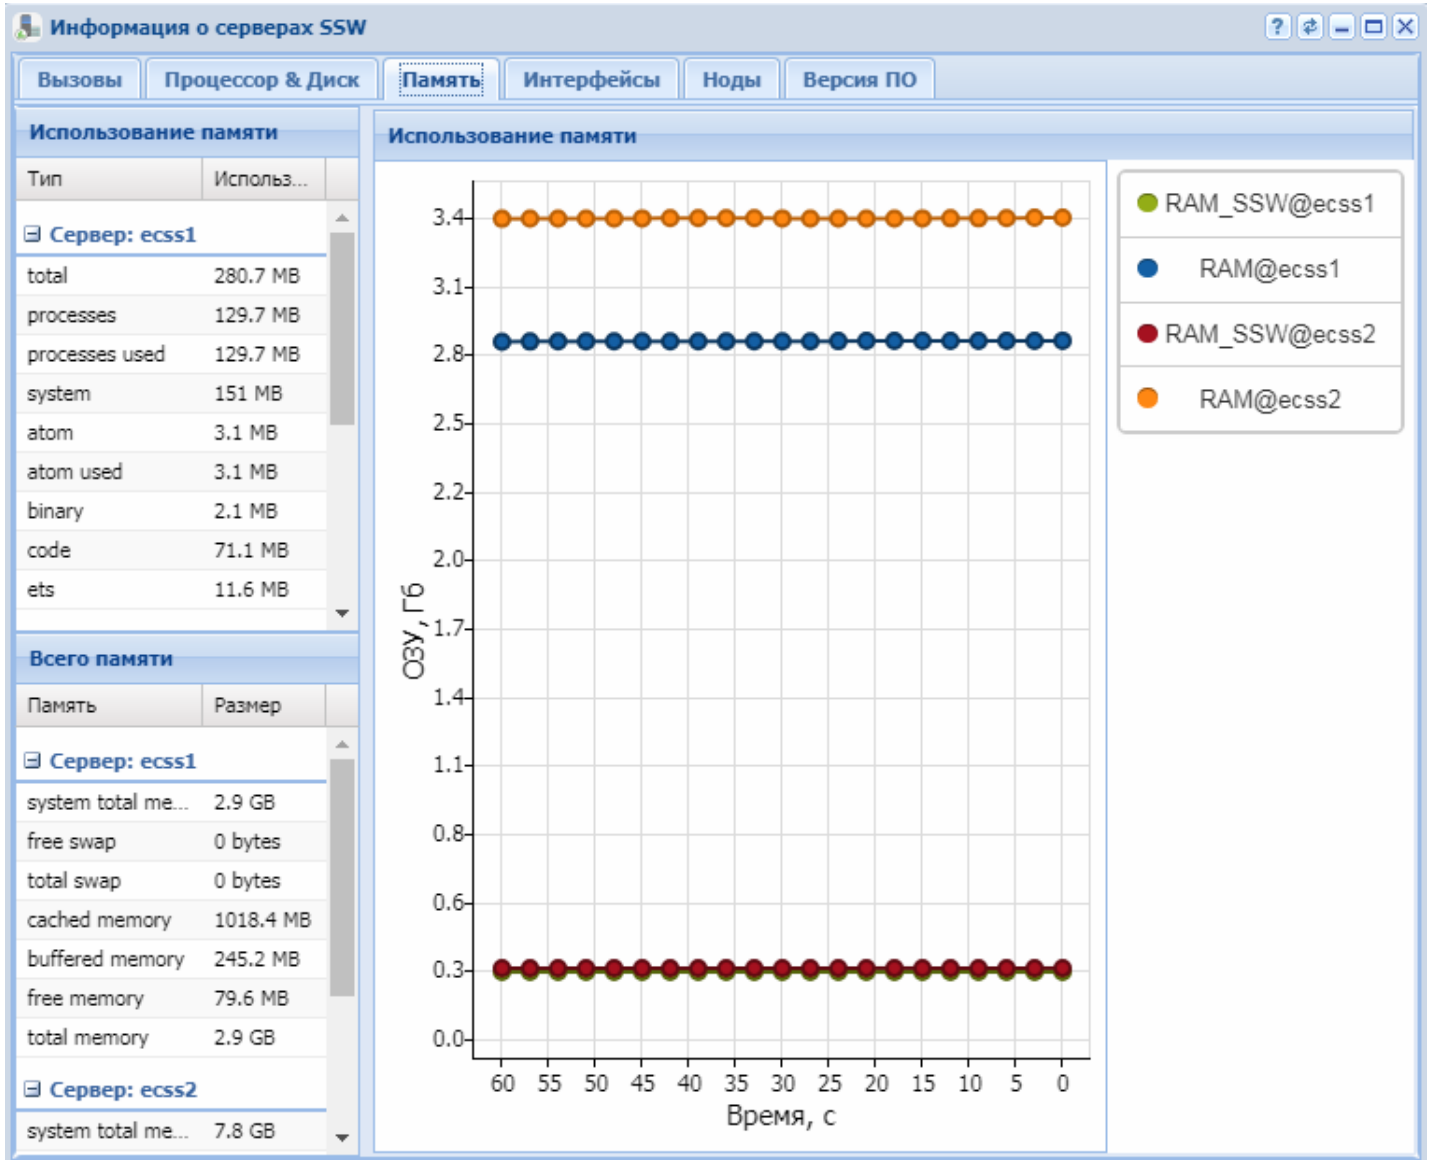 Информация о серверах SSW
?
Вызовы Процессор & Диск Память Интерфейсы Ноды Версия ПО
Использование памяти
Тип Использ...
Сервер: ecss1
total 280.7 MB
processes 129.7 MB
processes used 129.7 MB
system 151 MB
atom 3.1 MB
atom used 3.1 MB
binary 2.1 MB
code 71.1 MB
ets 11.6 MB
Всего памяти
Память Размер
Сервер: ecss1
system total me... 2.9 GB
free swap 0 bytes
total swap 0 bytes
cached memory 1018.4 MB
buffered memory 245.2 MB
free memory 79.6 MB
total memory 2.9 GB
Сервер: ecss2
system total me... 7.8 GB
Использование памяти
3.4
3.1
2.8
2.5
2.2
2.0
1.7
1.4
1.1
0.8
0.6
0.3
0.0
ОЗУ, Гб
60 55 50 45 40 35 30 25 20 15 10 5 0
Время, с
RAM_SSW@ecss1
RAM@ecss1
RAM_SSW@ecss2
RAM@ecss2